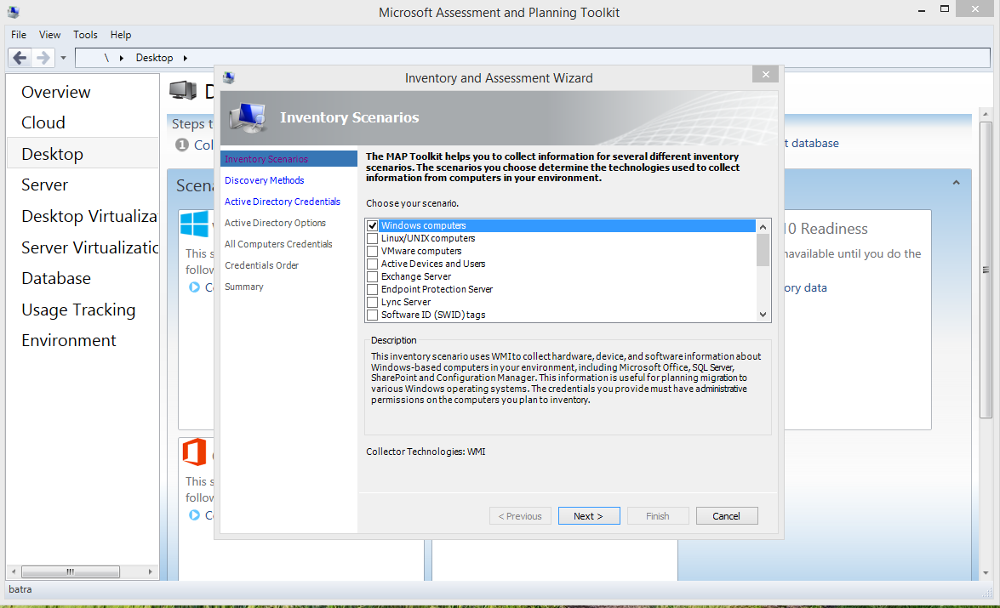 Microsoft Assessment and Planning Toolkit
File View Tools Help
\ Desktop
Overview
Cloud
Desktop
Server
Desktop Virtualiza
Server Virtualizatic
Database
Usage Tracking
Environment
D
Steps t
1 Col
t database
Scena
10 Readiness
This s
follow
navailable until you do the
ory data
This s
follow
Inventory and Assessment Wizard
Inventory Scenarios
Inventory Scenarios
Discovery Methods
Active Directory Credentials
Active Directory Options
All Computers Credentials
Credentials Order
Summary
The MAP Toolkit helps you to collect information for several different inventory
scenarios. The scenarios you choose determine the technologies used to collect
information from computers in your environment.
Choose your scenario.
Windows computers
Linux/UNIX computers
VMware computers
Active Devices and Users
Exchange Server
Endpoint Protection Server
Lync Server
Software ID (SWID) tags
Description
This inventory scenario uses WMI to collect hardware, device, and software information about
Windows-based computers in your environment, including Microsoft Office, SQL Server,
SharePoint and Configuration Manager. This information is useful for planning migration to
various Windows operating systems. The credentials you provide must have administrative
permissions on the computers you plan to inventory.
Collector Technologies: WMI
< Previous Next > Finish Cancel
batra